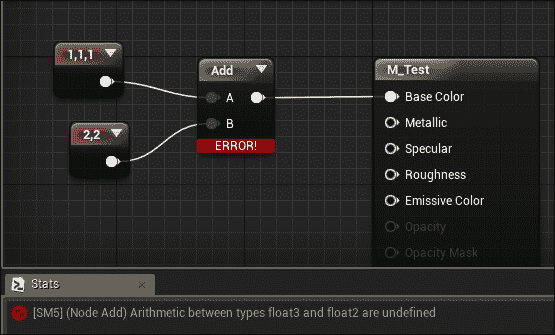 1,1,1
Add
M_Test
A
Base Color
B
Metallic
2,2
ERROR!
Specular
Roughness
Emissive Color
Opacity
Opacity Mask
Stats
[SM5] (Node Add) Arithmetic between types float3 and float2 are undefined